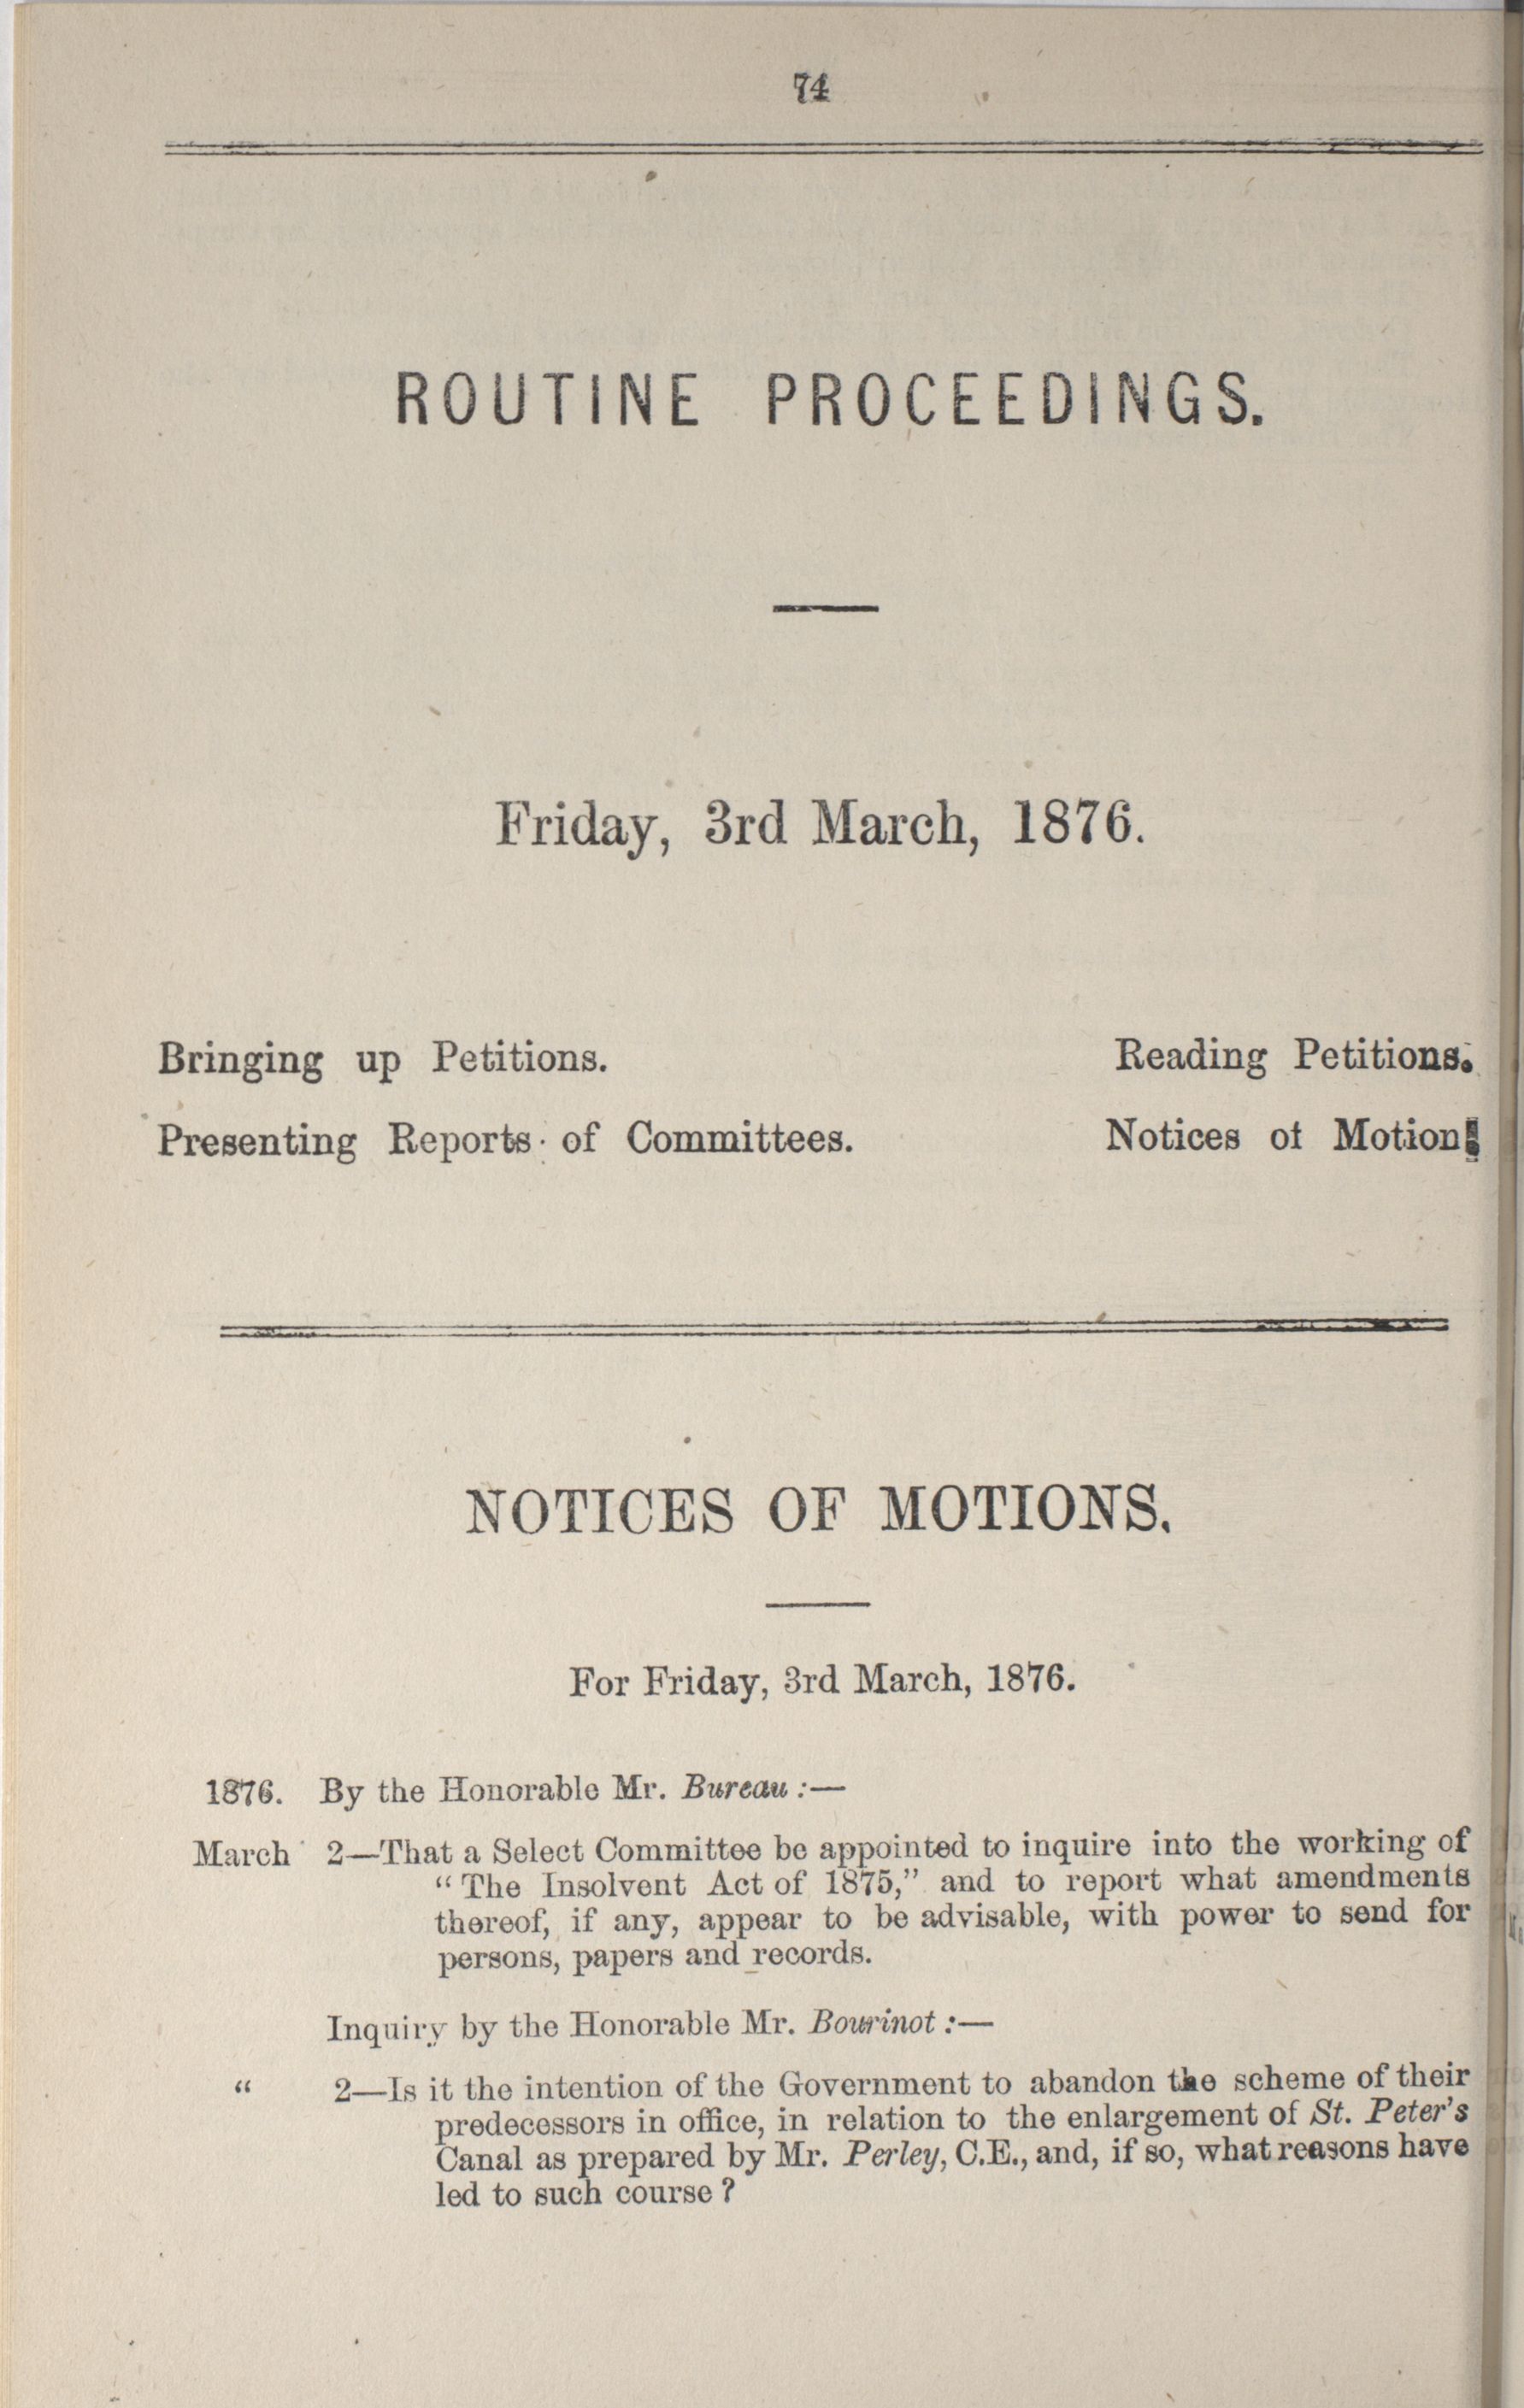 74
ROUTINE PROCEEDINGS.
Friday, 3rd March, 1876.
Bringing up Petitions. Reading Petitions.
Presenting Reports of Committees. Notices of Motions
NOTICES OF MOTIONS.
For Friday, 3rd March, 1876.
1876. By the Honorable Mr. Bureau :—
March 2—That a Select Committee be appointed to inquire into the working of
“The Insolvent Act of 1875,” and to report what amendments
thereof, if any, appear to be advisable, with power to send for
persons, papers and records.
Inquiry by the Honorable Mr. Bourinot :—
“ 2—Is it the intention of the Government to abandon the scheme of their
predecessors in office, in relation to the enlargement of St. Peter's
Canal as prepared by Mr. Perley, C.E., and, if so, what reasons have
led to such course ?